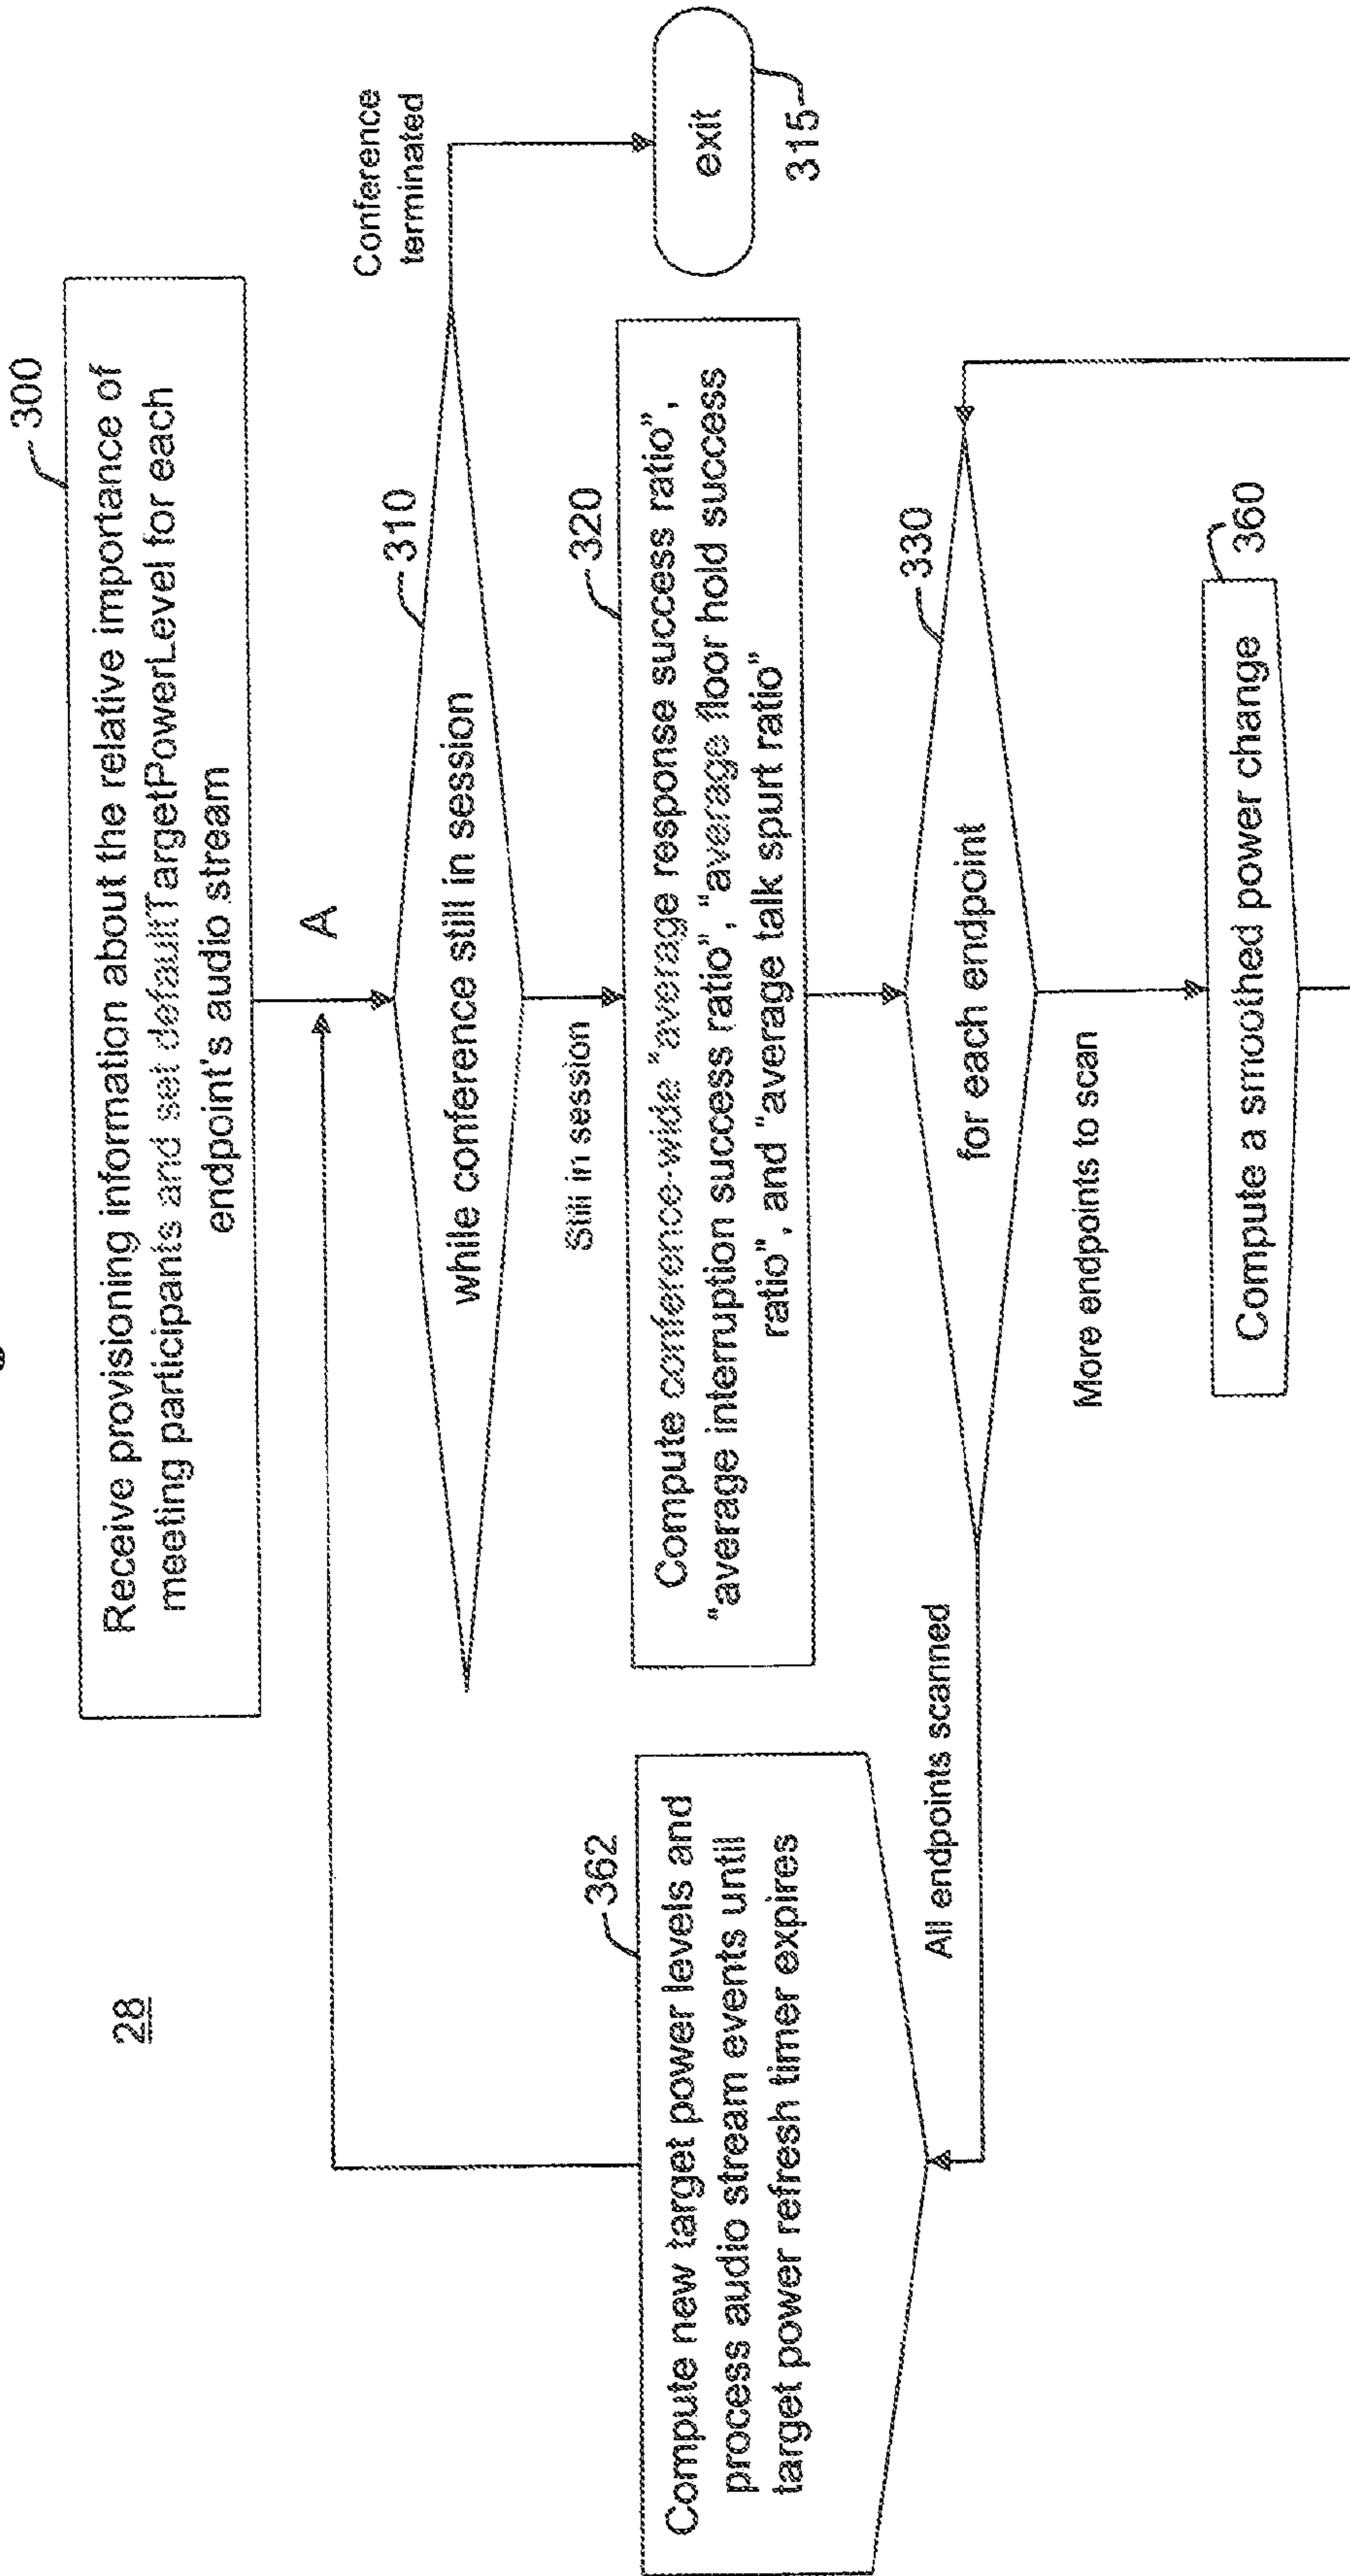 28
300
Receive provisioning information about the relative importance of
meeting participants and set defaultTargetPowerLevel for each
endpoint's audio stream
A
310
while conference still in session
Conference
terminated
exit
315
Still in session
320
Compute conference-wide "average response success ratio",
"average interruption success ratio", "average floor hold success
ratio", and "average talk spurt ratio"
330
for each endpoint
More endpoints to scan
360
Compute a smoothed power change
All endpoints scanned
362
Compute new target power levels and
process audio stream events until
target power refresh timer expires